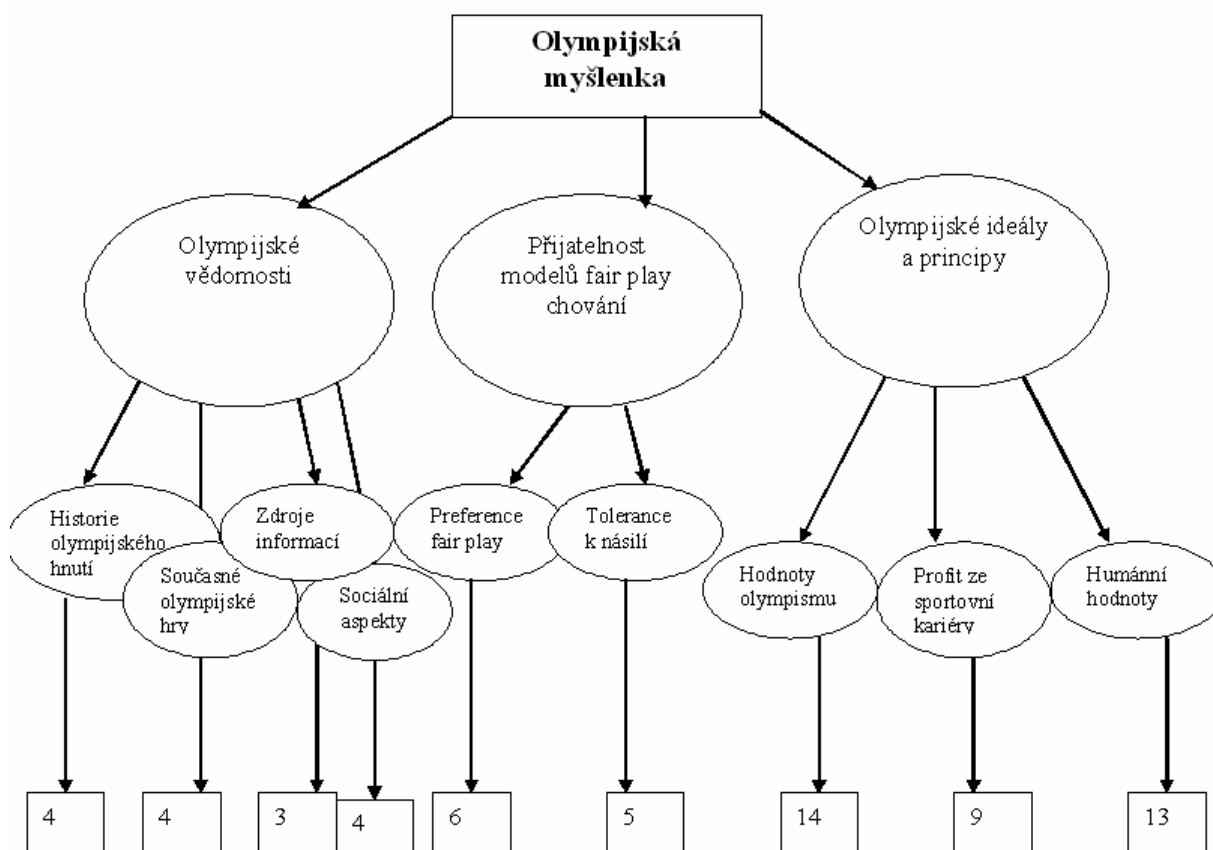 Olympijská
myšlenka
Olympijské
vědomosti
Přijatelnost
modelů fair play
chování
Olympijské ideály
a principy
Historie
olympijského
hnutí
Současné
olympijské
hry
Zdroje
informací
Sociální
aspekty
Preference
fair play
Tolerance
k násilí
Hodnoty
olympismu
Profit ze
sportovní
kariéry
Humánní
hodnoty
4
4
3
4
6
5
14
9
13